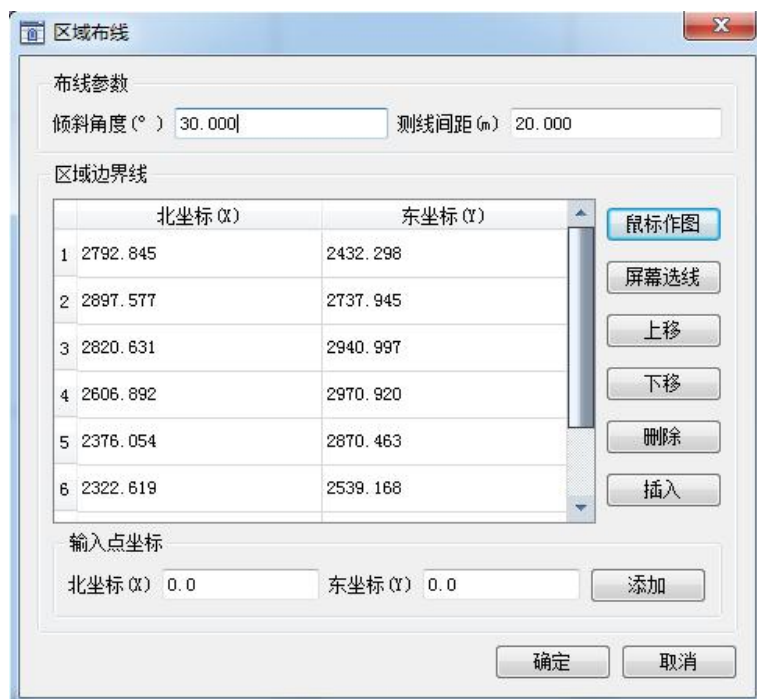 区域布线
布线参数
倾斜角度(° ) 30.000 测线间距(m) 20.000
区域边界线
北坐标(X) 东坐标(Y)
1 2792.845 2432.298
2 2897.577 2737.945
3 2820.631 2940.997
4 2606.892 2970.920
5 2376.054 2870.463
6 2322.619 2539.168
鼠标作图
屏幕选线
上移
下移
删除
插入
输入点坐标
北坐标(X) 0.0 东坐标(Y) 0.0 添加
确定 取消